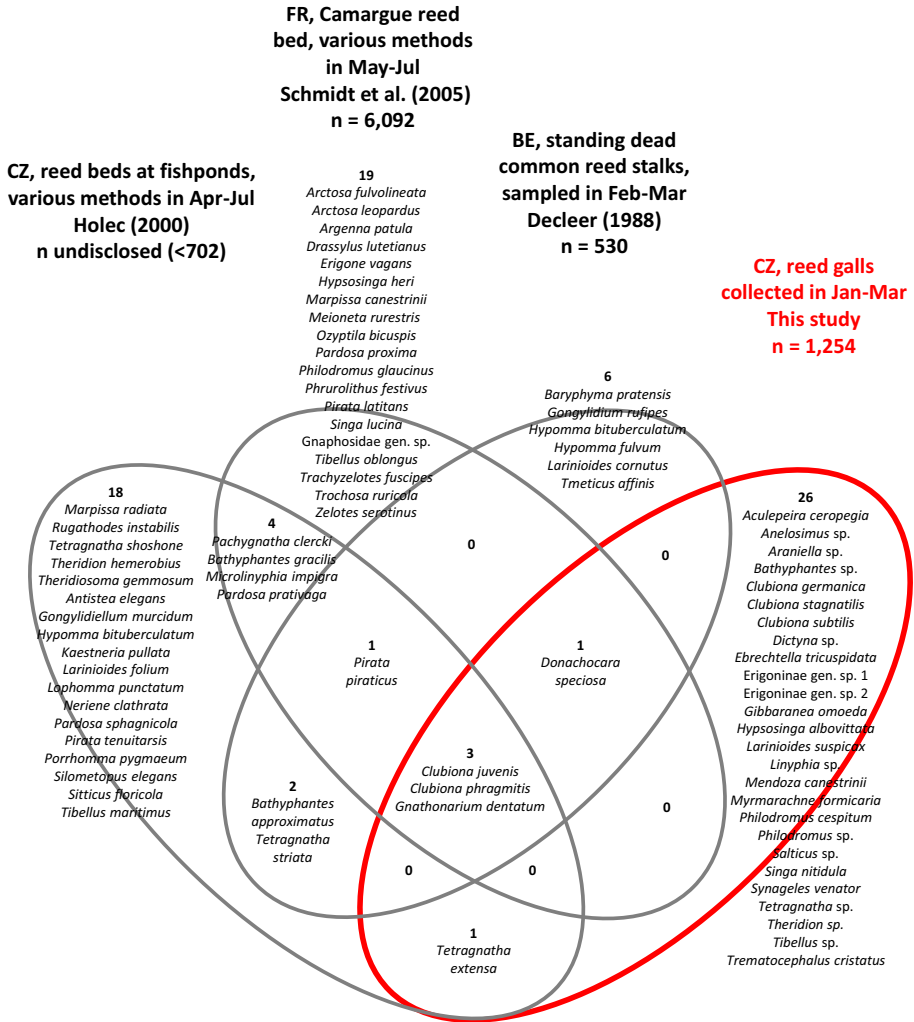 FR, Camargue reed
bed, various methods
in May-Jul
Schmidt et al. (2005)
n = 6,092
BE, standing dead
common reed stalks,
sampled in Feb-Mar
Decleer (1988)
n = 530
CZ, reed beds at fishponds,
various methods in Apr-Jul
Holec (2000)
n undisclosed (<702)
CZ, reed galls
collected in Jan-Mar
This study
n = 1,254
19
Arctosa fulvolineata
Arctosa leopardus
Argenna patula
Drassylus lutetianus
Erigone vagans
Hypsosinga heri
Marpissa canestrinii
Meioneta rurestris
Ozyptila bicuspis
Pardosa proxima
Philodromus glaucinus
Phrurolithus festivus
Pirata latitans
Singa lucina
Gnaphosidae gen. sp.
Tibellus oblongus
Trachyzelotes fuscipes
Trochosa ruricola
Zelotes serotinus
6
Baryphyma pratensis
Gongylidium rufipes
Hypomma bituberculatum
Hypomma fulvum
Larinioides cornutus
Tmeticus affinis
18
Marpissa radiata
Rugathodes instabilis
Tetragnatha shoshone
Theridion hemerobius
Theridiosoma gemmosum
Antistea elegans
Gongylidiellum murcidum
Hypomma bituberculatum
Kaestneria pullata
Larinioides folium
Lophomma punctatum
Neriene clathrata
Pardosa sphagnicola
Pirata tenuitarsis
Porrhomma pygmaeum
Silometopus elegans
Sitticus floricola
Tibellus maritimus
4
Pachygnatha clercki
Bathyphantes gracilis
Microlinyphia impigra
Pardosa prativaga
0
0
26
Aculepeira ceropegia
Anelosimus sp.
Araniella sp.
Bathyphantes sp.
Clubiona germanica
Clubiona stagnatilis
Clubiona subtilis
Dictyna sp.
Ebrechtella tricuspidata
Erigoninae gen. sp. 1
Erigoninae gen. sp. 2
Gibbaranea omoeda
Hypsosinga albovittata
Larinioides suspicax
Linyphia sp.
Mendoza canestrinii
Myrmarachne formicaria
Philodromus cespitum
Philodromus sp.
Salticus sp.
Singa nitidula
Synageles venator
Tetragnatha sp.
Theridion sp.
Tibellus sp.
Trematocephalus cristatus
1
Pirata
piraticus
1
Donachocara
speciosa
2
Bathyphantes
approximatus
Tetragnatha
striata
3
Clubiona juvenis
Clubiona phragmitis
Gnathonarium dentatum
0
0
0
1
Tetragnatha
extensa